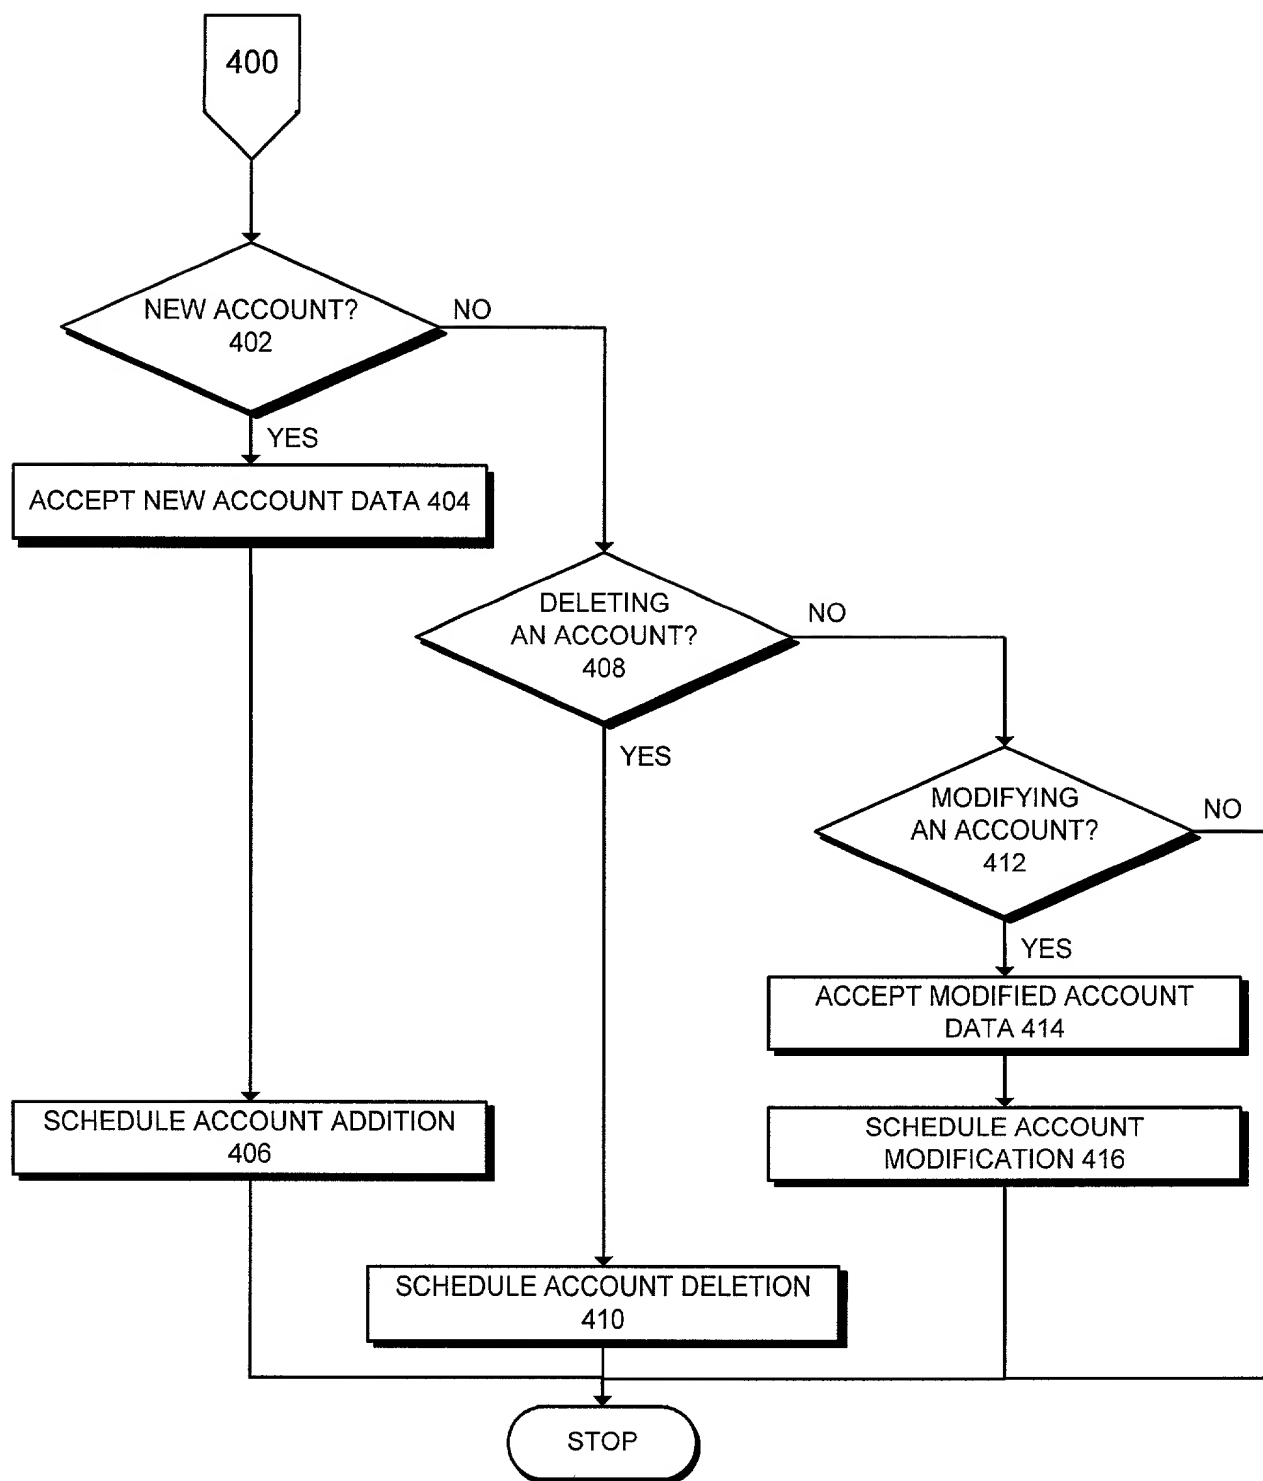 400
NEW ACCOUNT?
402
NO
YES
ACCEPT NEW ACCOUNT DATA 404
DELETING
AN ACCOUNT?
408
NO
YES
MODIFYING
AN ACCOUNT?
412
NO
YES
ACCEPT MODIFIED ACCOUNT
DATA 414
SCHEDULE ACCOUNT ADDITION
406
SCHEDULE ACCOUNT
MODIFICATION 416
SCHEDULE ACCOUNT DELETION
410
STOP